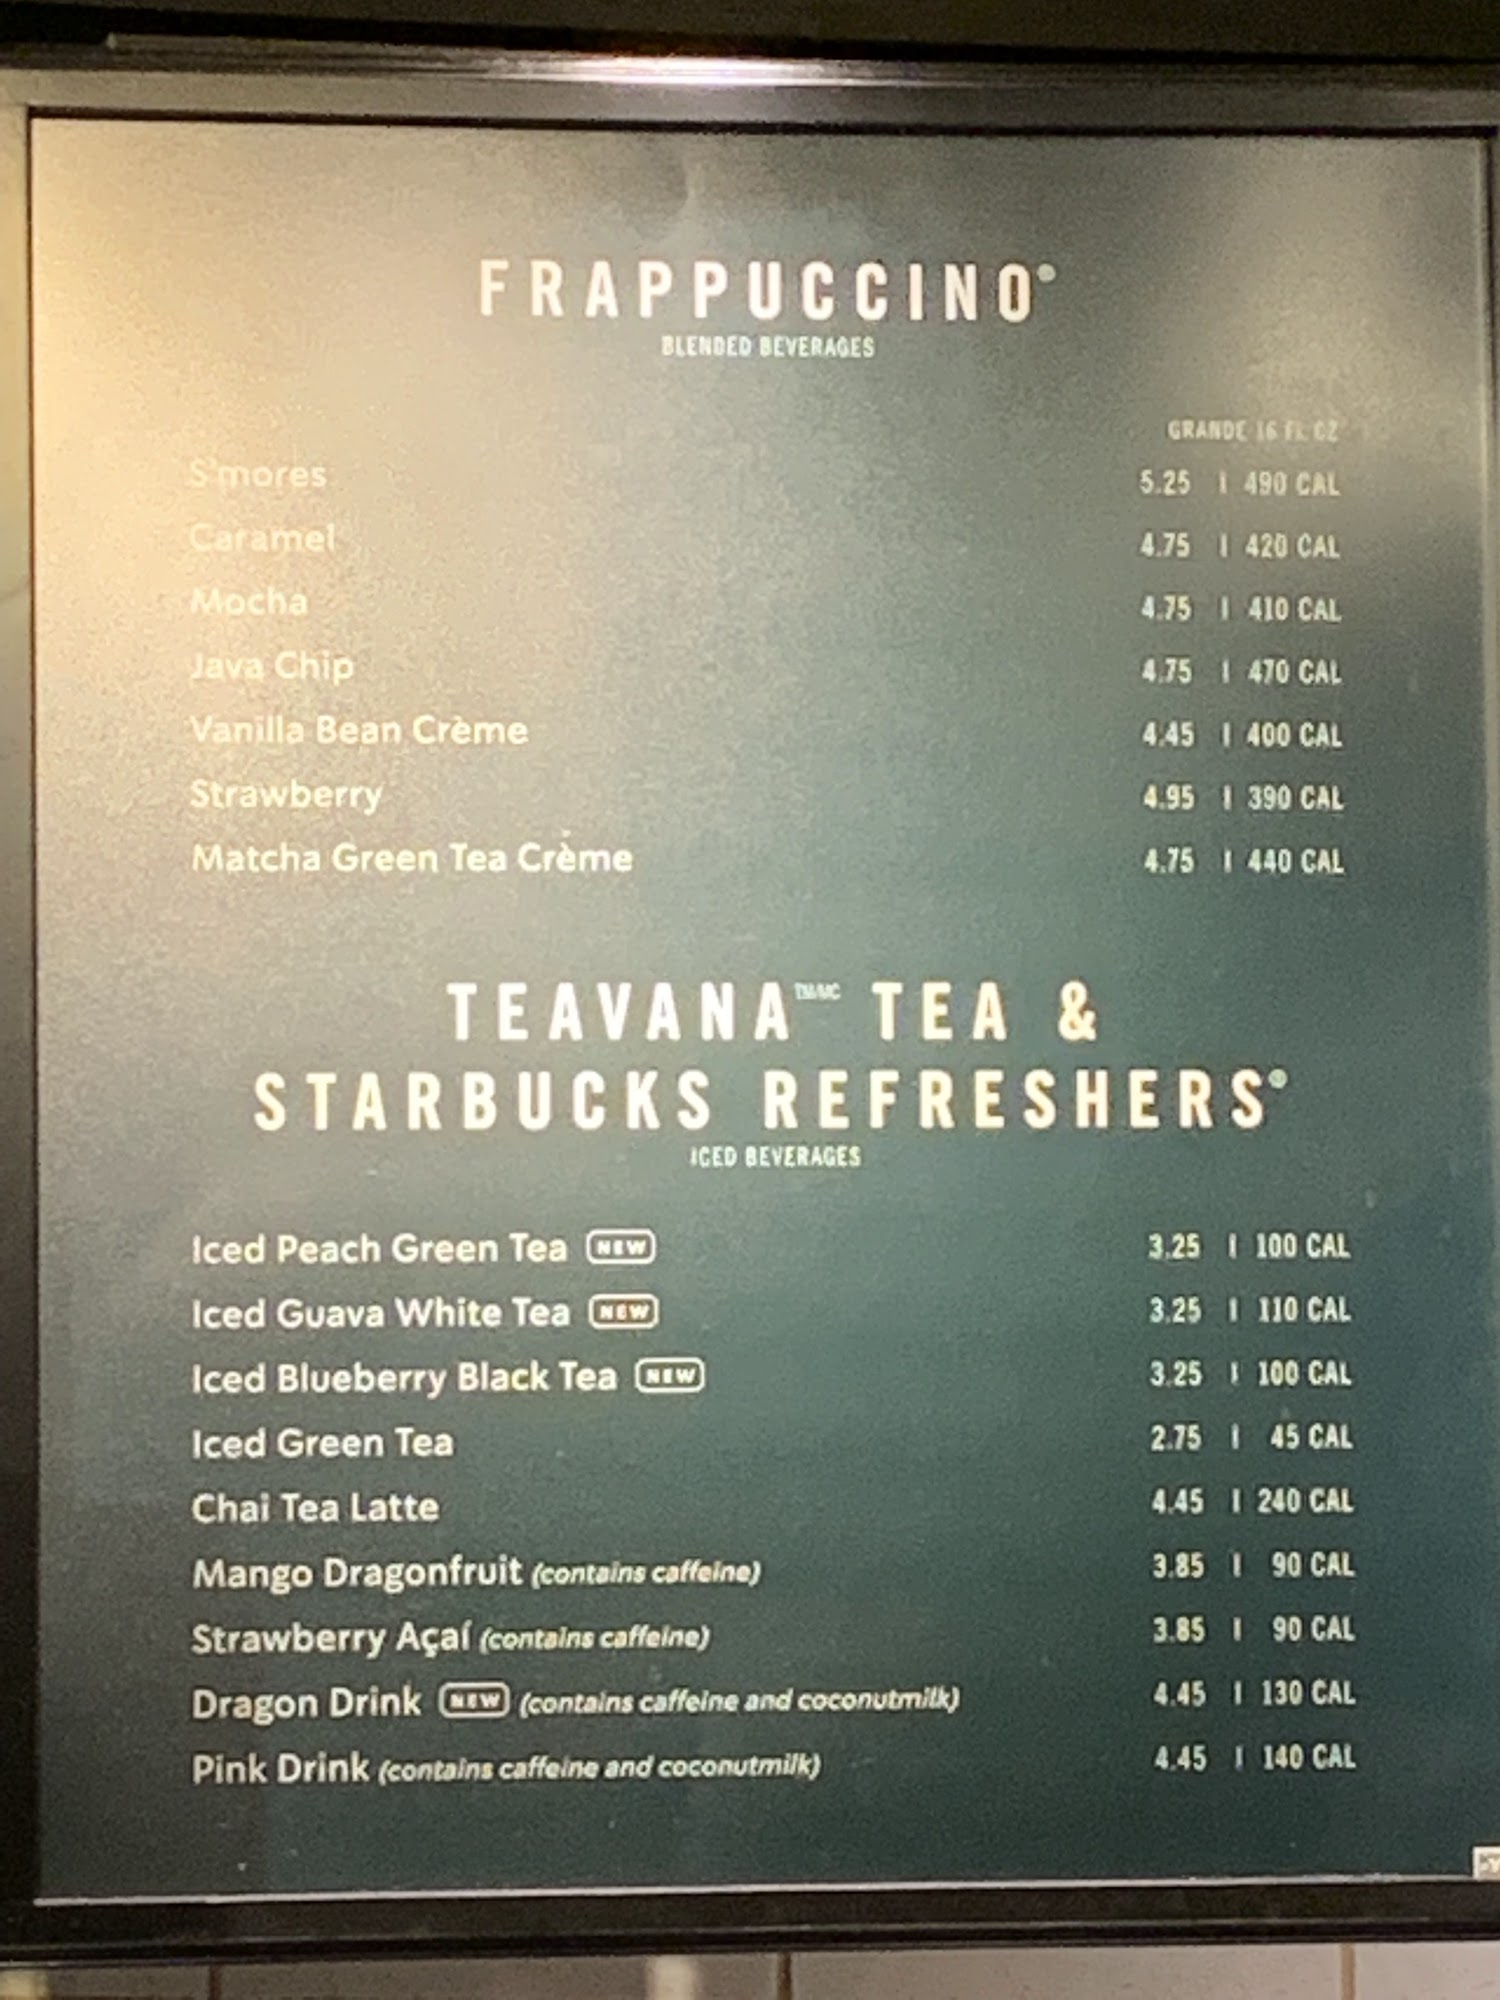 FRAPPUCCINO®
BLENDED BEVERAGES
GRANDE 16 FL OZ
S'mores 5.25 | 490 CAL
Caramel 4.75 | 420 CAL
Mocha 4.75 | 410 CAL
Java Chip 4.75 | 470 CAL
Vanilla Bean Crème 4.45 | 400 CAL
Strawberry 4.95 | 390 CAL
Matcha Green Tea Crème 4.75 | 440 CAL
TEAVANA™/MC TEA &
STARBUCKS REFRESHERS®
ICED BEVERAGES
Iced Peach Green Tea NEW 3.25 | 100 CAL
Iced Guava White Tea NEW 3.25 | 110 CAL
Iced Blueberry Black Tea NEW 3.25 | 100 CAL
Iced Green Tea 2.75 | 45 CAL
Chai Tea Latte 4.45 | 240 CAL
Mango Dragonfruit (contains caffeine) 3.85 | 90 CAL
Strawberry Açaí (contains caffeine) 3.85 | 90 CAL
Dragon Drink NEW (contains caffeine and coconutmilk) 4.45 | 130 CAL
Pink Drink (contains caffeine and coconutmilk) 4.45 | 140 CAL